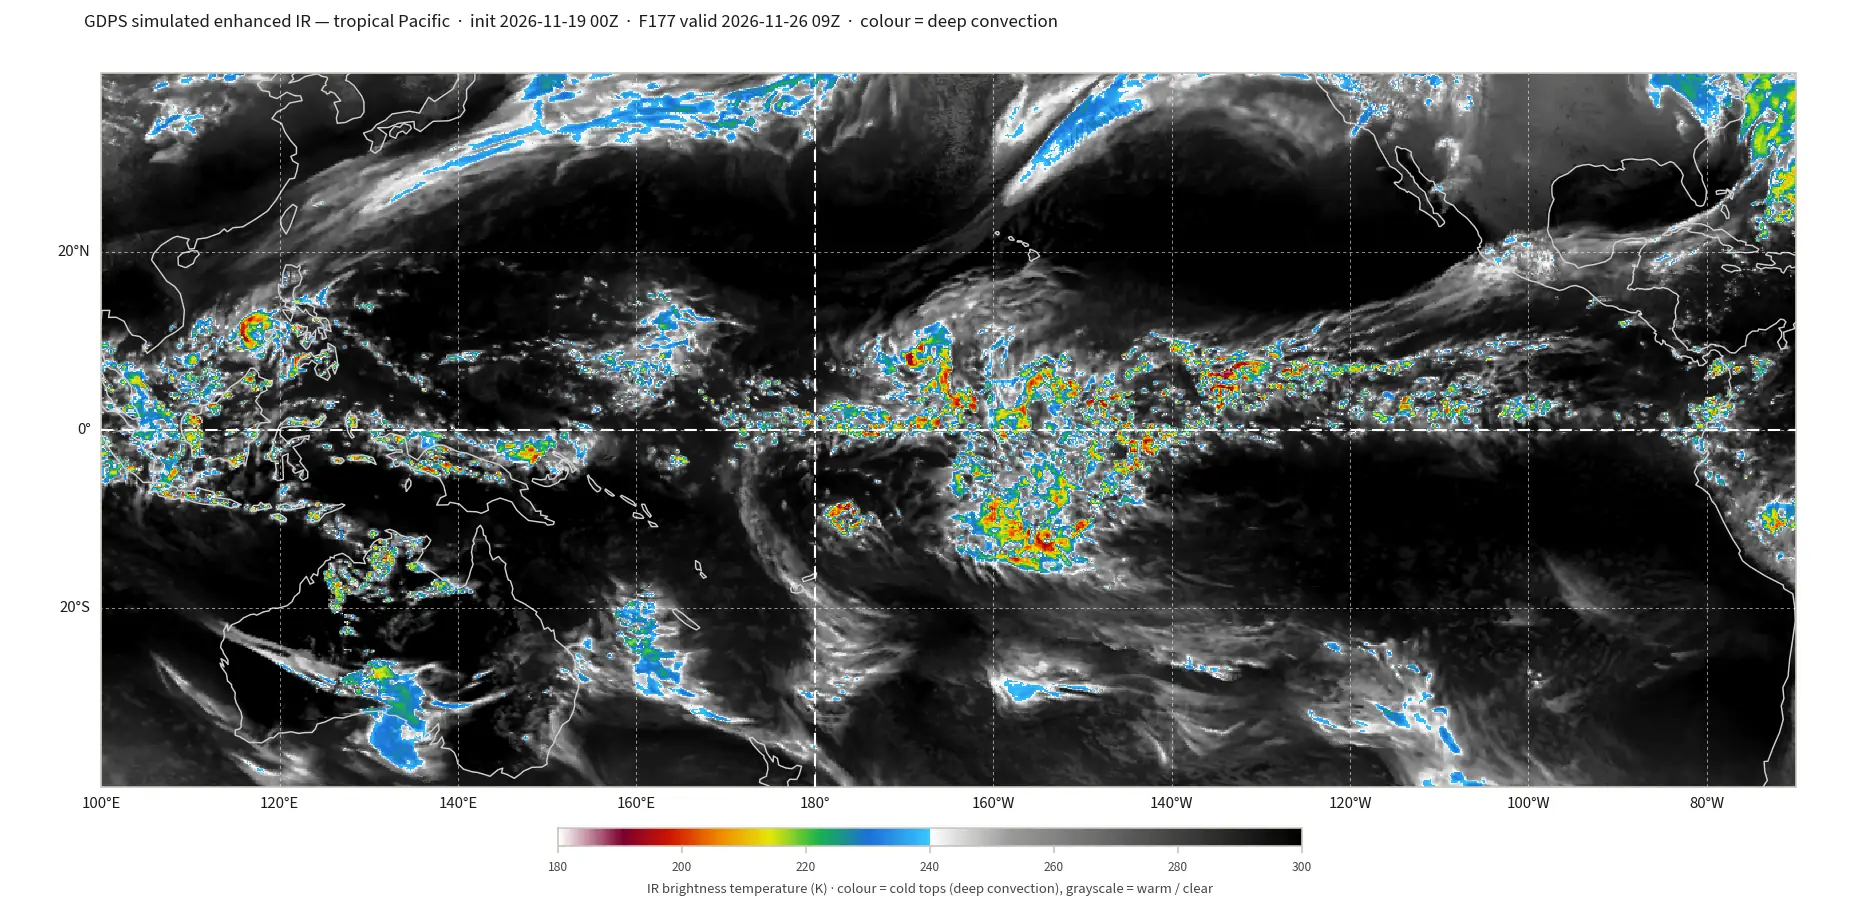 GDPS simulated enhanced IR — tropical Pacific · init 2026-11-19 00Z · F177 valid 2026-11-26 09Z · colour = deep convection
20°N
0°
20°S
100°E 120°E 140°E 160°E 180° 160°W 140°W 120°W 100°W 80°W
180 200 220 240 260 280 300
IR brightness temperature (K) · colour = cold tops (deep convection), grayscale = warm / clear